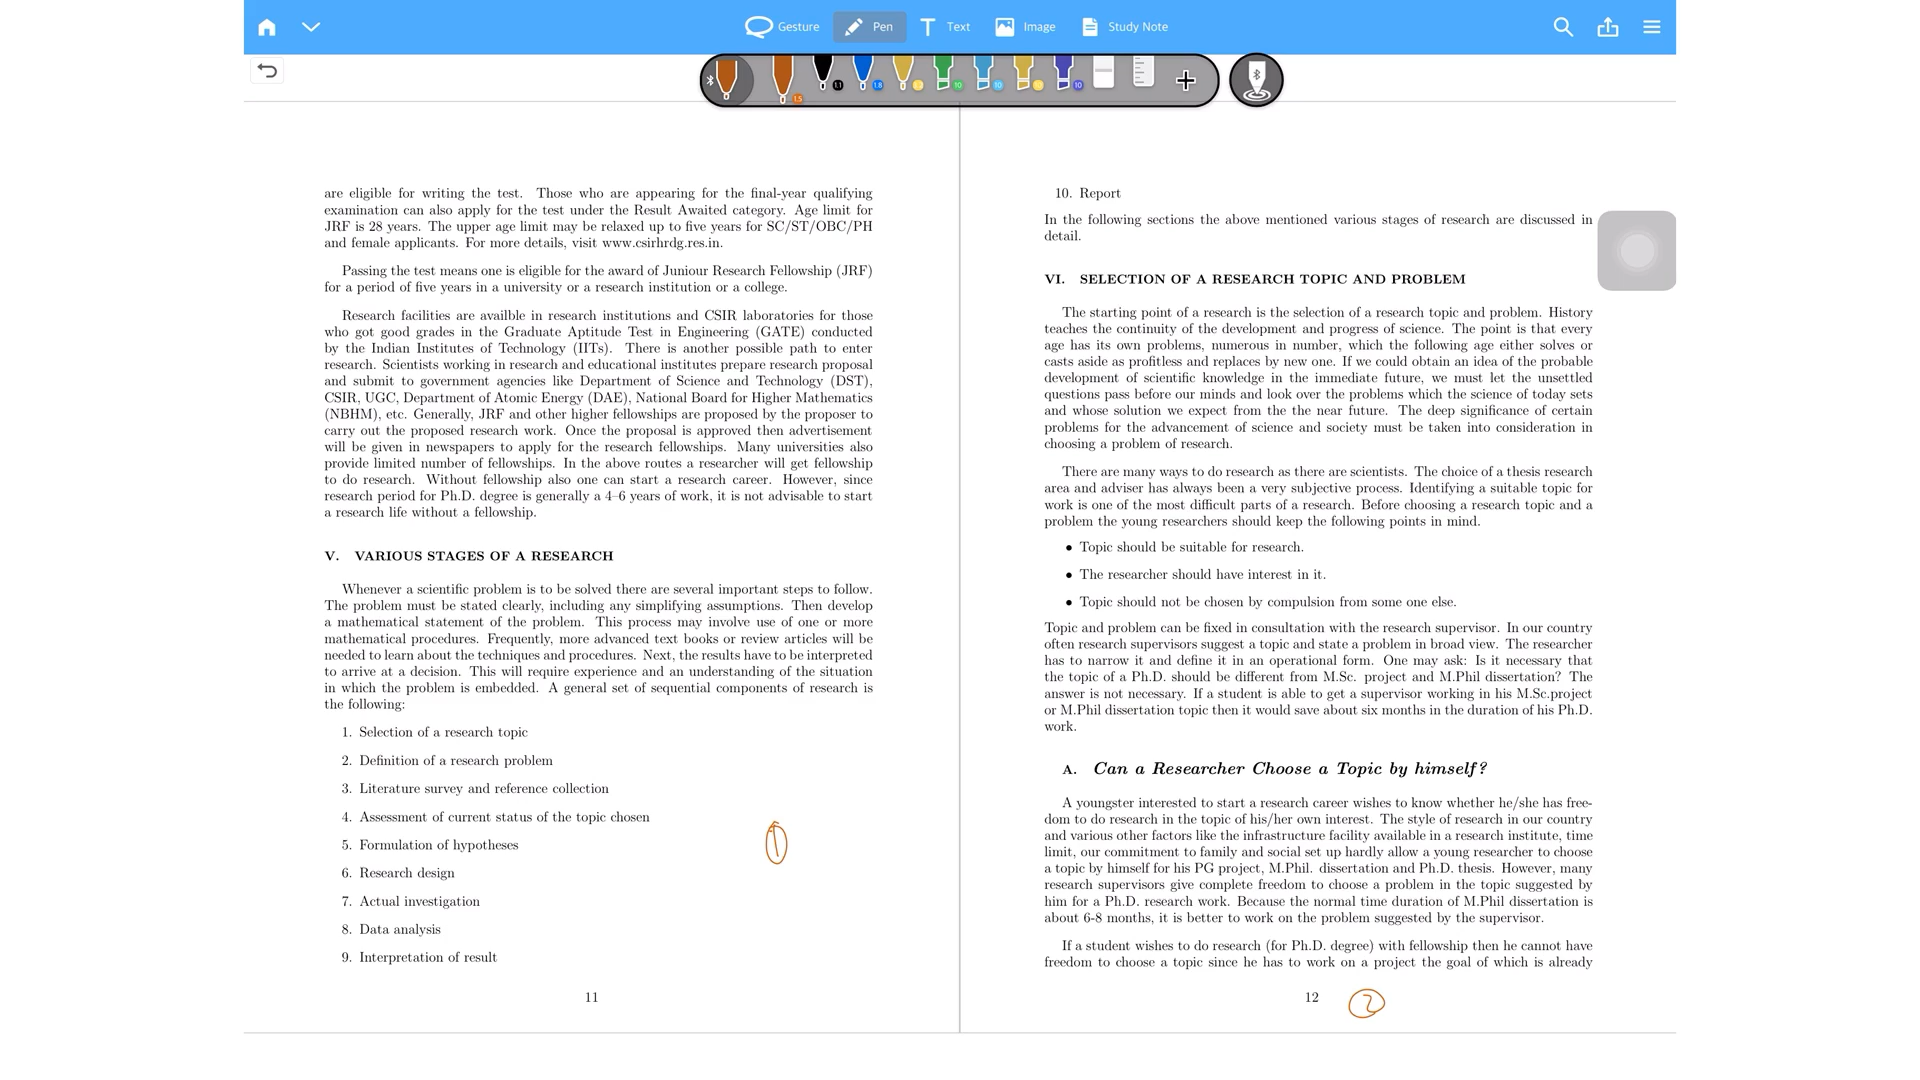 Gesture Pen Text Image Study Note
1.5 1.1 1.8 10 10 10 10
are eligible for writing the test. Those who are appearing for the final-year qualifying
examination can also apply for the test under the Result Awaited category. Age limit for
JRF is 28 years. The upper age limit may be relaxed up to five years for SC/ST/OBC/PH
and female applicants. For more details, visit www.csirhrdg.res.in.
Passing the test means one is eligible for the award of Juniour Research Fellowship (JRF)
for a period of five years in a university or a research institution or a college.
Research facilities are availble in research institutions and CSIR laboratories for those
who got good grades in the Graduate Aptitude Test in Engineering (GATE) conducted
by the Indian Institutes of Technology (IITs). There is another possible path to enter
research. Scientists working in research and educational institutes prepare research proposal
and submit to government agencies like Department of Science and Technology (DST),
CSIR, UGC, Department of Atomic Energy (DAE), National Board for Higher Mathematics
(NBHM), etc. Generally, JRF and other higher fellowships are proposed by the proposer to
carry out the proposed research work. Once the proposal is approved then advertisement
will be given in newspapers to apply for the research fellowships. Many universities also
provide limited number of fellowships. In the above routes a researcher will get fellowship
to do research. Without fellowship also one can start a research career. However, since
research period for Ph.D. degree is generally a 4–6 years of work, it is not advisable to start
a research life without a fellowship.
V. VARIOUS STAGES OF A RESEARCH
Whenever a scientific problem is to be solved there are several important steps to follow.
The problem must be stated clearly, including any simplifying assumptions. Then develop
a mathematical statement of the problem. This process may involve use of one or more
mathematical procedures. Frequently, more advanced text books or review articles will be
needed to learn about the techniques and procedures. Next, the results have to be interpreted
to arrive at a decision. This will require experience and an understanding of the situation
in which the problem is embedded. A general set of sequential components of research is
the following:
1. Selection of a research topic
2. Definition of a research problem
3. Literature survey and reference collection
4. Assessment of current status of the topic chosen
5. Formulation of hypotheses
6. Research design
7. Actual investigation
8. Data analysis
9. Interpretation of result
1
11
10. Report
In the following sections the above mentioned various stages of research are discussed in
detail.
VI. SELECTION OF A RESEARCH TOPIC AND PROBLEM
The starting point of a research is the selection of a research topic and problem. History
teaches the continuity of the development and progress of science. The point is that every
age has its own problems, numerous in number, which the following age either solves or
casts aside as profitless and replaces by new one. If we could obtain an idea of the probable
development of scientific knowledge in the immediate future, we must let the unsettled
questions pass before our minds and look over the problems which the science of today sets
and whose solution we expect from the the near future. The deep significance of certain
problems for the advancement of science and society must be taken into consideration in
choosing a problem of research.
There are many ways to do research as there are scientists. The choice of a thesis research
area and adviser has always been a very subjective process. Identifying a suitable topic for
work is one of the most difficult parts of a research. Before choosing a research topic and a
problem the young researchers should keep the following points in mind.
• Topic should be suitable for research.
• The researcher should have interest in it.
• Topic should not be chosen by compulsion from some one else.
Topic and problem can be fixed in consultation with the research supervisor. In our country
often research supervisors suggest a topic and state a problem in broad view. The researcher
has to narrow it and define it in an operational form. One may ask: Is it necessary that
the topic of a Ph.D. should be different from M.Sc. project and M.Phil dissertation? The
answer is not necessary. If a student is able to get a supervisor working in his M.Sc.project
or M.Phil dissertation topic then it would save about six months in the duration of his Ph.D.
work.
A. Can a Researcher Choose a Topic by himself?
A youngster interested to start a research career wishes to know whether he/she has free-
dom to do research in the topic of his/her own interest. The style of research in our country
and various other factors like the infrastructure facility available in a research institute, time
limit, our commitment to family and social set up hardly allow a young researcher to choose
a topic by himself for his PG project, M.Phil. dissertation and Ph.D. thesis. However, many
research supervisors give complete freedom to choose a problem in the topic suggested by
him for a Ph.D. research work. Because the normal time duration of M.Phil dissertation is
about 6-8 months, it is better to work on the problem suggested by the supervisor.
If a student wishes to do research (for Ph.D. degree) with fellowship then he cannot have
freedom to choose a topic since he has to work on a project the goal of which is already
12
2